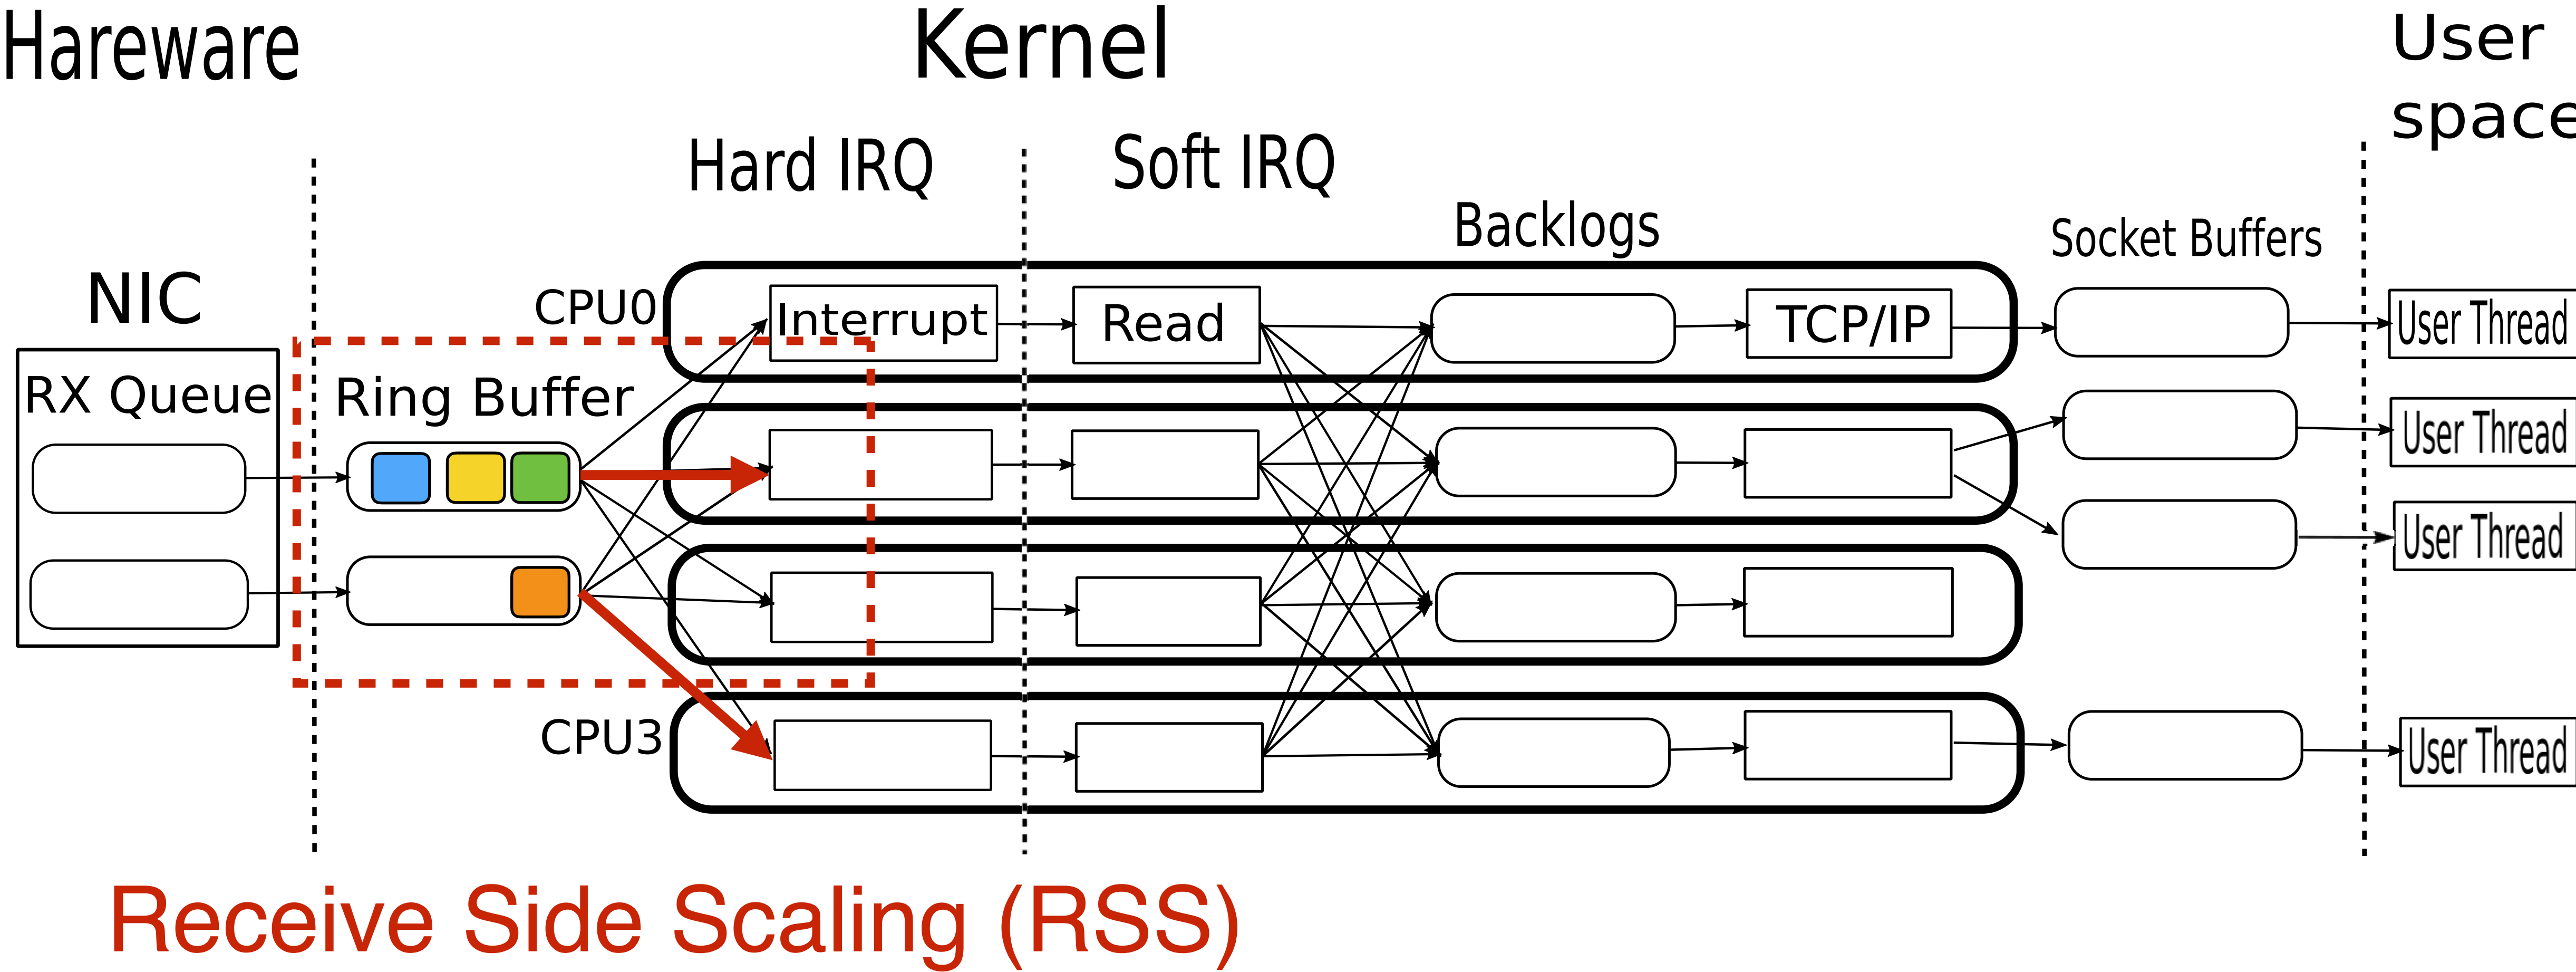 Hareware
Kernel
User
space
Hard IRQ
Soft IRQ
Backlogs
Socket Buffers
NIC
CPU0
Interrupt
Read
TCP/IP
User Thread
RX Queue
Ring Buffer
User Thread
User Thread
CPU3
User Thread
Receive Side Scaling (RSS)